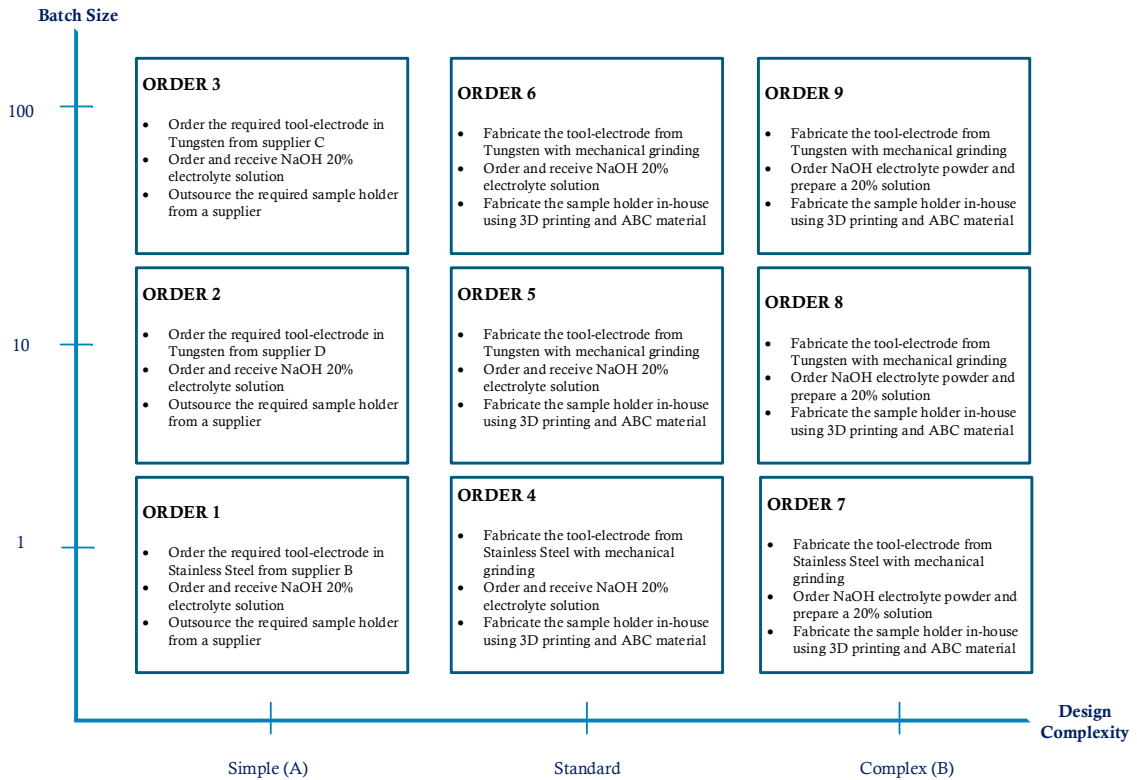 Batch Size
100
10
1
ORDER 3
• Order the required tool-electrode in
Tungsten from supplier C
• Order and receive NaOH 20%
electrolyte solution
• Outsource the required sample holder
from a supplier
ORDER 6
• Fabricate the tool-electrode from
Tungsten with mechanical grinding
• Order and receive NaOH 20%
electrolyte solution
• Fabricate the sample holder in-house
using 3D printing and ABC material
ORDER 9
• Fabricate the tool-electrode from
Tungsten with mechanical grinding
• Order NaOH electrolyte powder and
prepare a 20% solution
• Fabricate the sample holder in-house
using 3D printing and ABC material
ORDER 2
• Order the required tool-electrode in
Tungsten from supplier D
• Order and receive NaOH 20%
electrolyte solution
• Outsource the required sample holder
from a supplier
ORDER 5
• Fabricate the tool-electrode from
Tungsten with mechanical grinding
• Order and receive NaOH 20%
electrolyte solution
• Fabricate the sample holder in-house
using 3D printing and ABC material
ORDER 8
• Fabricate the tool-electrode from
Tungsten with mechanical grinding
• Order NaOH electrolyte powder and
prepare a 20% solution
• Fabricate the sample holder in-house
using 3D printing and ABC material
ORDER 1
• Order the required tool-electrode in
Stainless Steel from supplier B
• Order and receive NaOH 20%
electrolyte solution
• Outsource the required sample holder
from a supplier
ORDER 4
• Fabricate the tool-electrode from
Stainless Steel with mechanical
grinding
• Order and receive NaOH 20%
electrolyte solution
• Fabricate the sample holder in-house
using 3D printing and ABC material
ORDER 7
• Fabricate the tool-electrode from
Stainless Steel with mechanical
grinding
• Order NaOH electrolyte powder and
prepare a 20% solution
• Fabricate the sample holder in-house
using 3D printing and ABC material
Design
Complexity
Simple (A)
Standard
Complex (B)